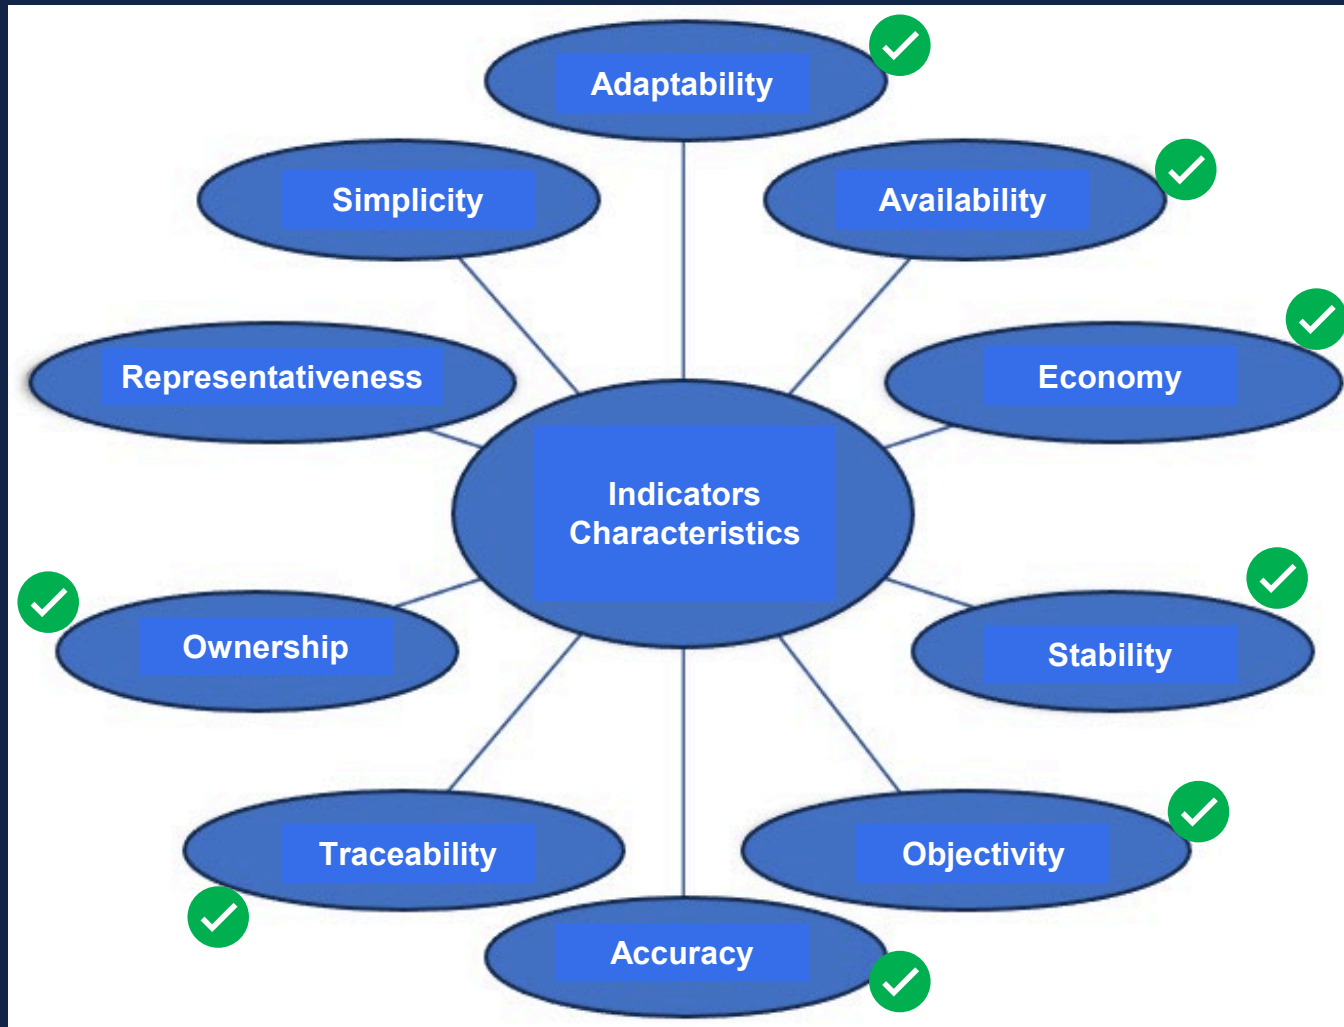 Adaptability
Simplicity
Availability
Representativeness
Economy
Indicators
Characteristics
Ownership
Stability
Traceability
Objectivity
Accuracy